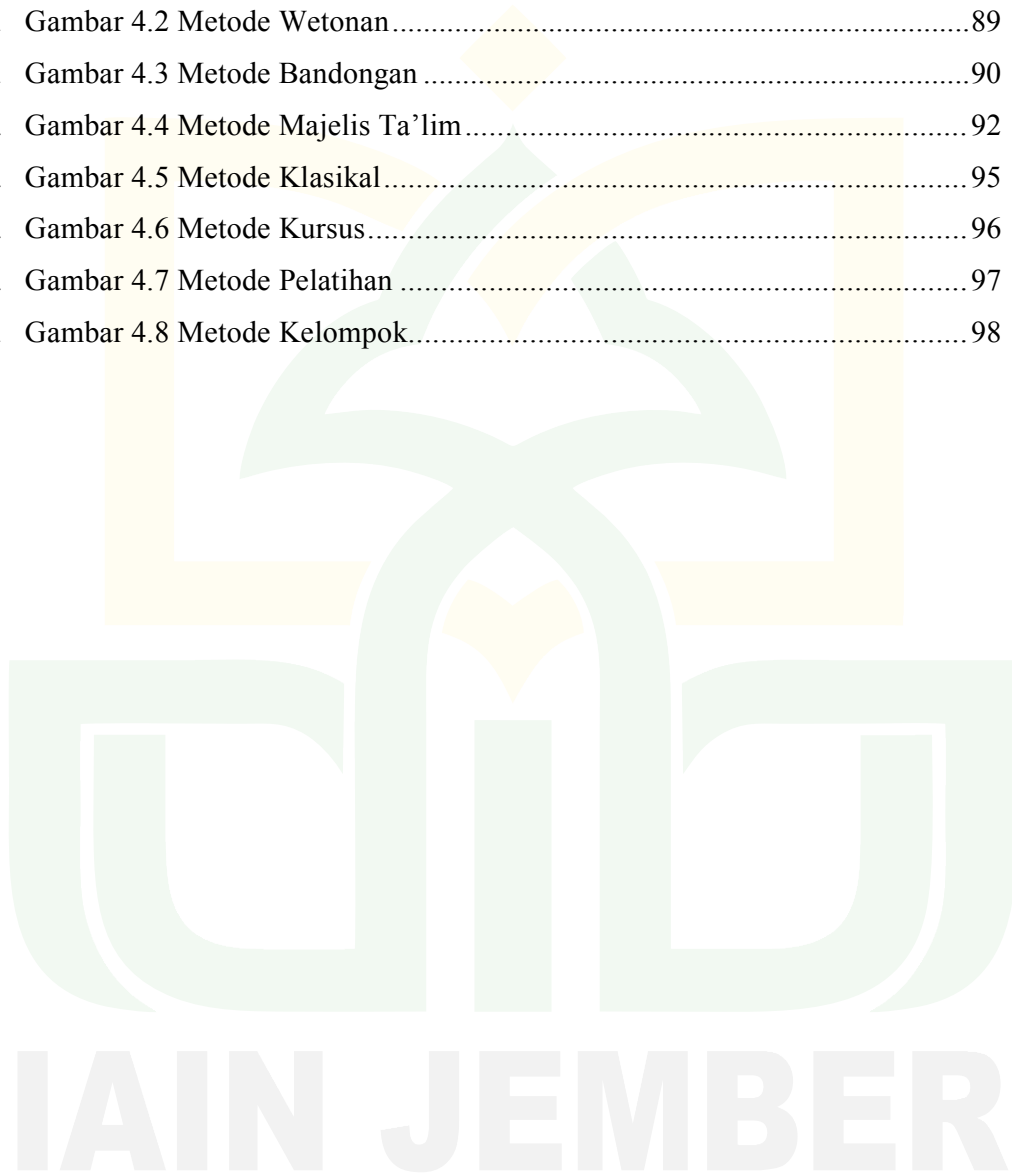 Gambar 4.2 Metode Wetonan....................................................................................89
Gambar 4.3 Metode Bandongan ...............................................................................90
Gambar 4.4 Metode Majelis Ta’lim.........................................................................92
Gambar 4.5 Metode Klasikal.....................................................................................95
Gambar 4.6 Metode Kursus.......................................................................................96
Gambar 4.7 Metode Pelatihan ..................................................................................97
Gambar 4.8 Metode Kelompok.................................................................................98
IAIN JEMBER